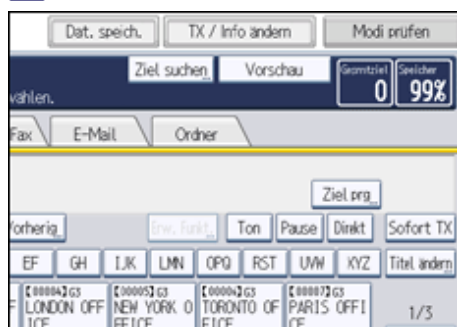 Dat. speich. TX / Info ändern Modi prüfen
Ziel suchen Vorschau Gesamtziel Speicher
wählen. 0 99%
Fax E-Mail Ordner
Ziel prg.
Vorherig. Erw. Funkt. Ton Pause Direkt Sofort TX
EF GH IJK LMN OPQ RST UVW XYZ Titel ändern
[00004]G3 [00005]G3 [00006]G3 [00007]G3
F LONDON OFF NEW YORK O TORONTO OF PARIS OFFI 1/3
ICE FFICE FICE CE